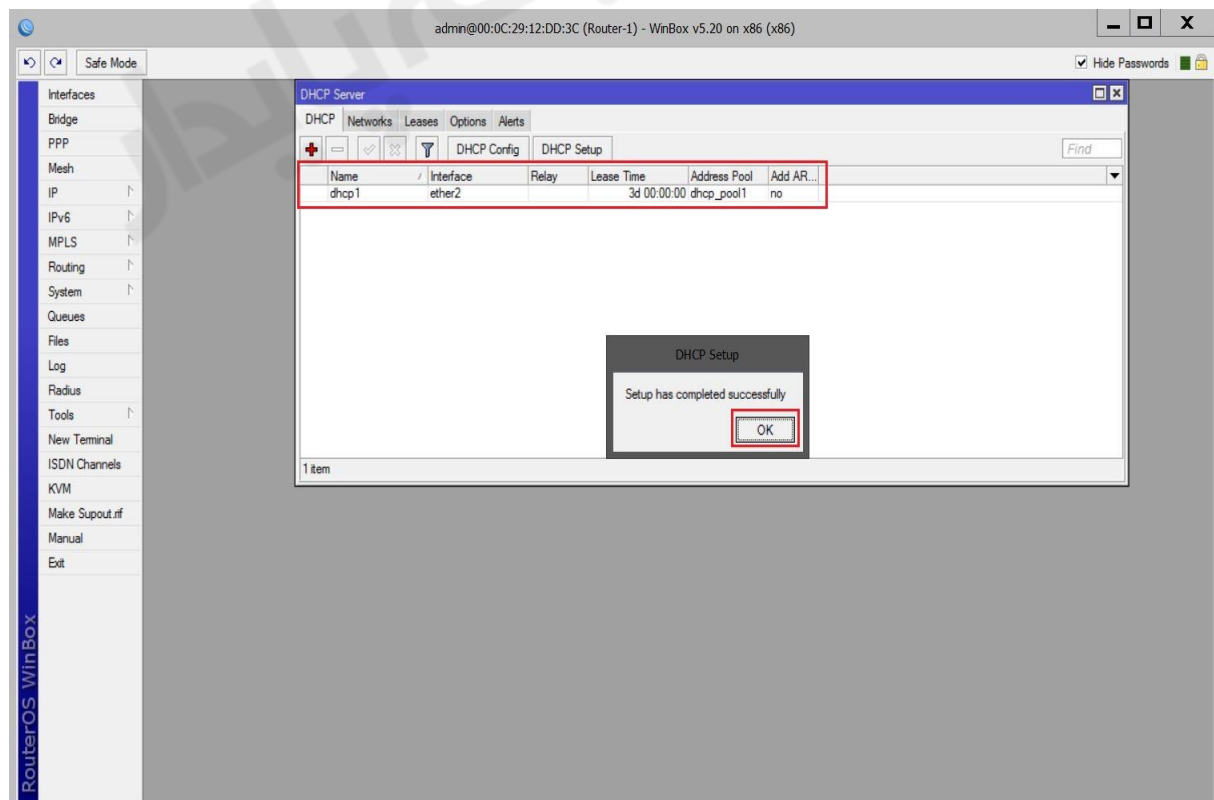 admin@00:0C:29:12:DD:3C (Router-1) - WinBox v5.20 on x86 (x86)
Safe Mode
Hide Passwords
Interfaces
Bridge
PPP
Mesh
IP
IPv6
MPLS
Routing
System
Queues
Files
Log
Radius
Tools
New Terminal
ISDN Channels
KVM
Make Supout.rif
Manual
Exit
RouterOS WinBox
DHCP Server
DHCP Networks Leases Options Alerts
DHCP Config DHCP Setup Find
Name / Interface Relay Lease Time Address Pool Add AR...
dhcp1 ether2 3d 00:00:00 dhcp_pool1 no
DHCP Setup
Setup has completed successfully
OK
1 item